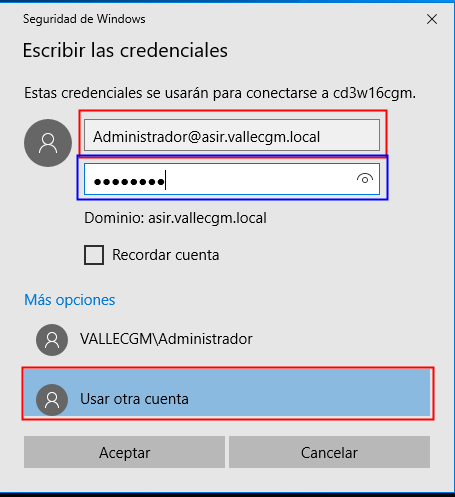 Seguridad de Windows
Escribir las credenciales
Estas credenciales se usarán para conectarse a cd3w16cgm.
Administrador@asir.vallecgm.local
●●●●●●●●
Dominio: asir.vallecgm.local
Recordar cuenta
Más opciones
VALLECGM\Administrador
Usar otra cuenta
Aceptar
Cancelar